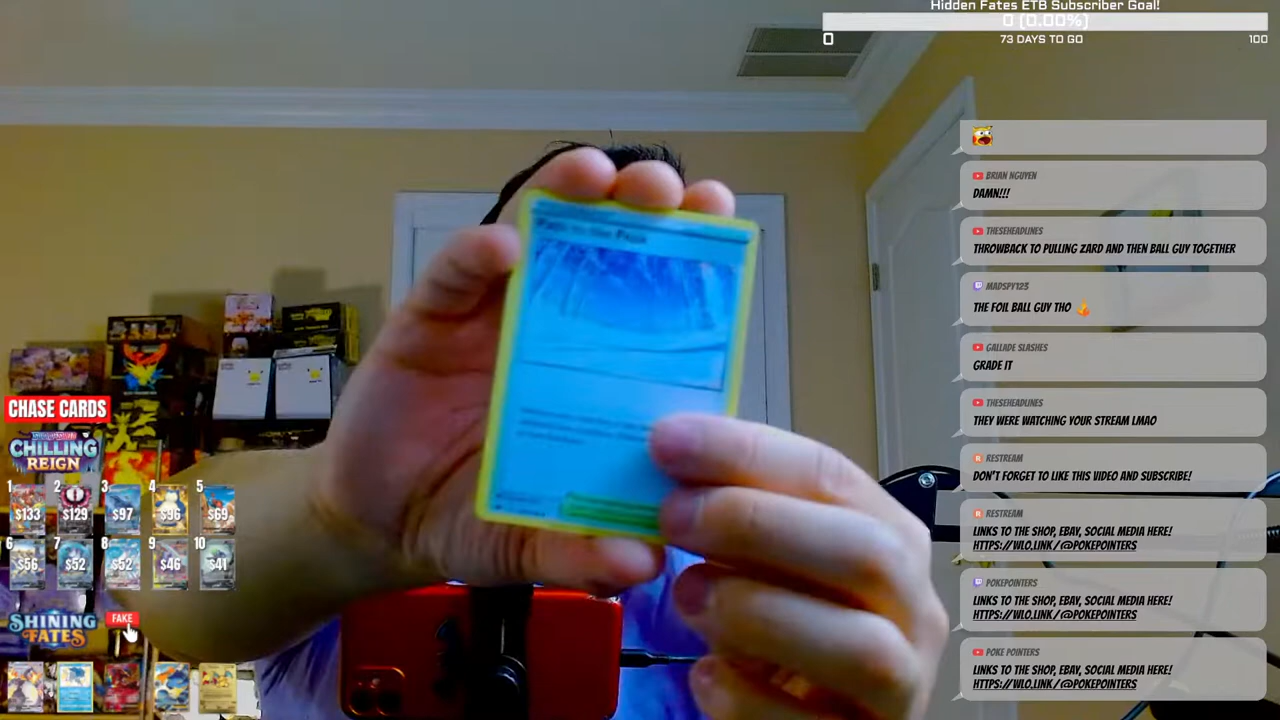 Hidden Fates ETB Subscriber Goal!
0 (0.00%)
0
73 DAYS TO GO
100
BRIAN NGUYEN
DAMN!!!
THESEHEADLINES
THROWBACK TO PULLING ZARD AND THEN BALL GUY TOGETHER
MADSPY123
THE FOIL BALL GUY THO
GALLADE SLASHES
GRADE IT
THESEHEADLINES
THEY WERE WATCHING YOUR STREAM LMAO
RESTREAM
DON'T FORGET TO LIKE THIS VIDEO AND SUBSCRIBE!
RESTREAM
LINKS TO THE SHOP, EBAY, SOCIAL MEDIA HERE!
HTTPS://WLO.LINK/@POKEPOINTERS
POKEPOINTERS
LINKS TO THE SHOP, EBAY, SOCIAL MEDIA HERE!
HTTPS://WLO.LINK/@POKEPOINTERS
POKE POINTERS
LINKS TO THE SHOP, EBAY, SOCIAL MEDIA HERE!
HTTPS://WLO.LINK/@POKEPOINTERS
Path to the Peak
CHASE CARDS
CHILLING
REIGN
1 2 3 4 5
$133 $129 $97 $96 $69
6 7 8 9 10
$56 $52 $52 $46 $41
SHINING
FATES
FAKE